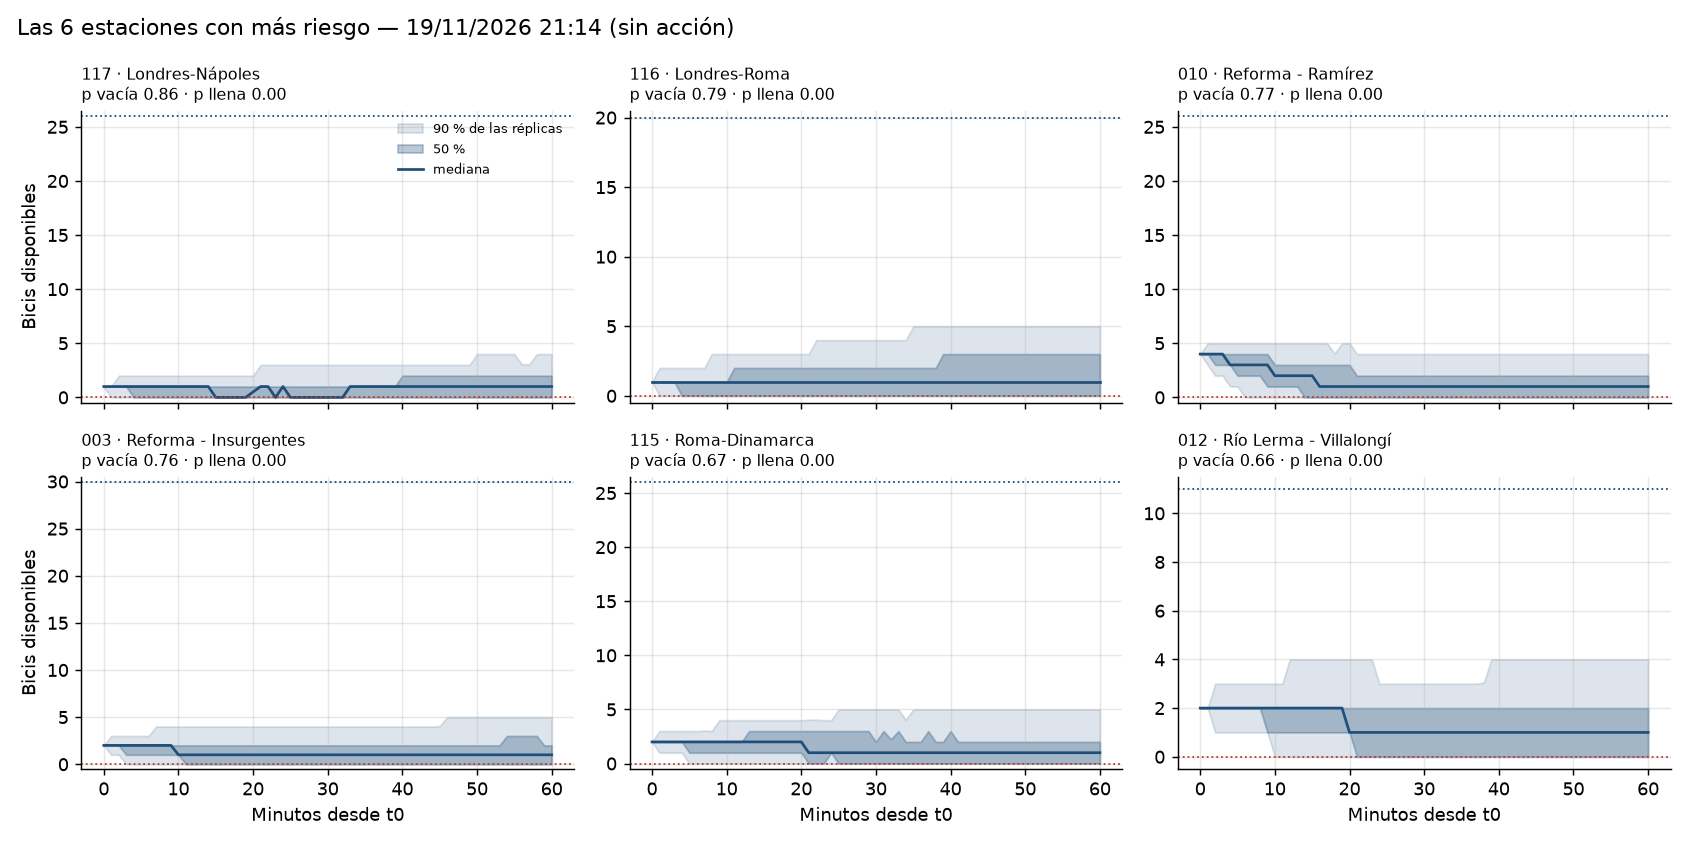 Las 6 estaciones con más riesgo — 19/11/2026 21:14 (sin acción)
117 · Londres-Nápoles
p vacía 0.86 · p llena 0.00
25
20
15
10
5
0
Bicis disponibles
90 % de las réplicas
50 %
mediana
116 · Londres-Roma
p vacía 0.79 · p llena 0.00
20
15
10
5
0
010 · Reforma - Ramírez
p vacía 0.77 · p llena 0.00
25
20
15
10
5
0
003 · Reforma - Insurgentes
p vacía 0.76 · p llena 0.00
30
25
20
15
10
5
0
Bicis disponibles
0 10 20 30 40 50 60
Minutos desde t0
115 · Roma-Dinamarca
p vacía 0.67 · p llena 0.00
25
20
15
10
5
0
0 10 20 30 40 50 60
Minutos desde t0
012 · Río Lerma - Villalongí
p vacía 0.66 · p llena 0.00
10
8
6
4
2
0
0 10 20 30 40 50 60
Minutos desde t0